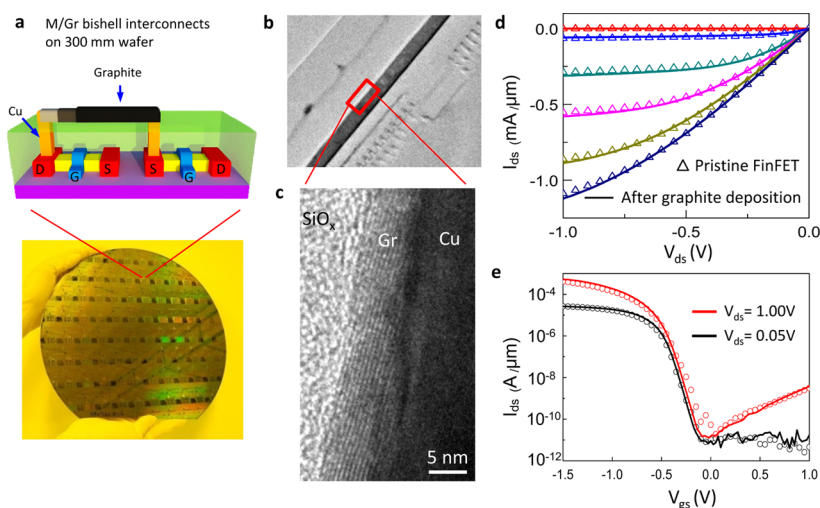 a
M/Gr bishell interconnects
on 300 mm wafer
Graphite
Cu
D
G
S
S
G
D
b
c
SiOx
Gr
Cu
5 nm
d
0.0
-0.5
-1.0
Ids (mA/μm)
Pristine FinFET
After graphite deposition
-1.0
-0.5
0.0
Vds (V)
e
10-4
10-6
10-8
10-10
10-12
Ids (A/μm)
Vds= 1.00V
Vds= 0.05V
-1.5
-1.0
-0.5
0.0
0.5
1.0
Vgs (V)